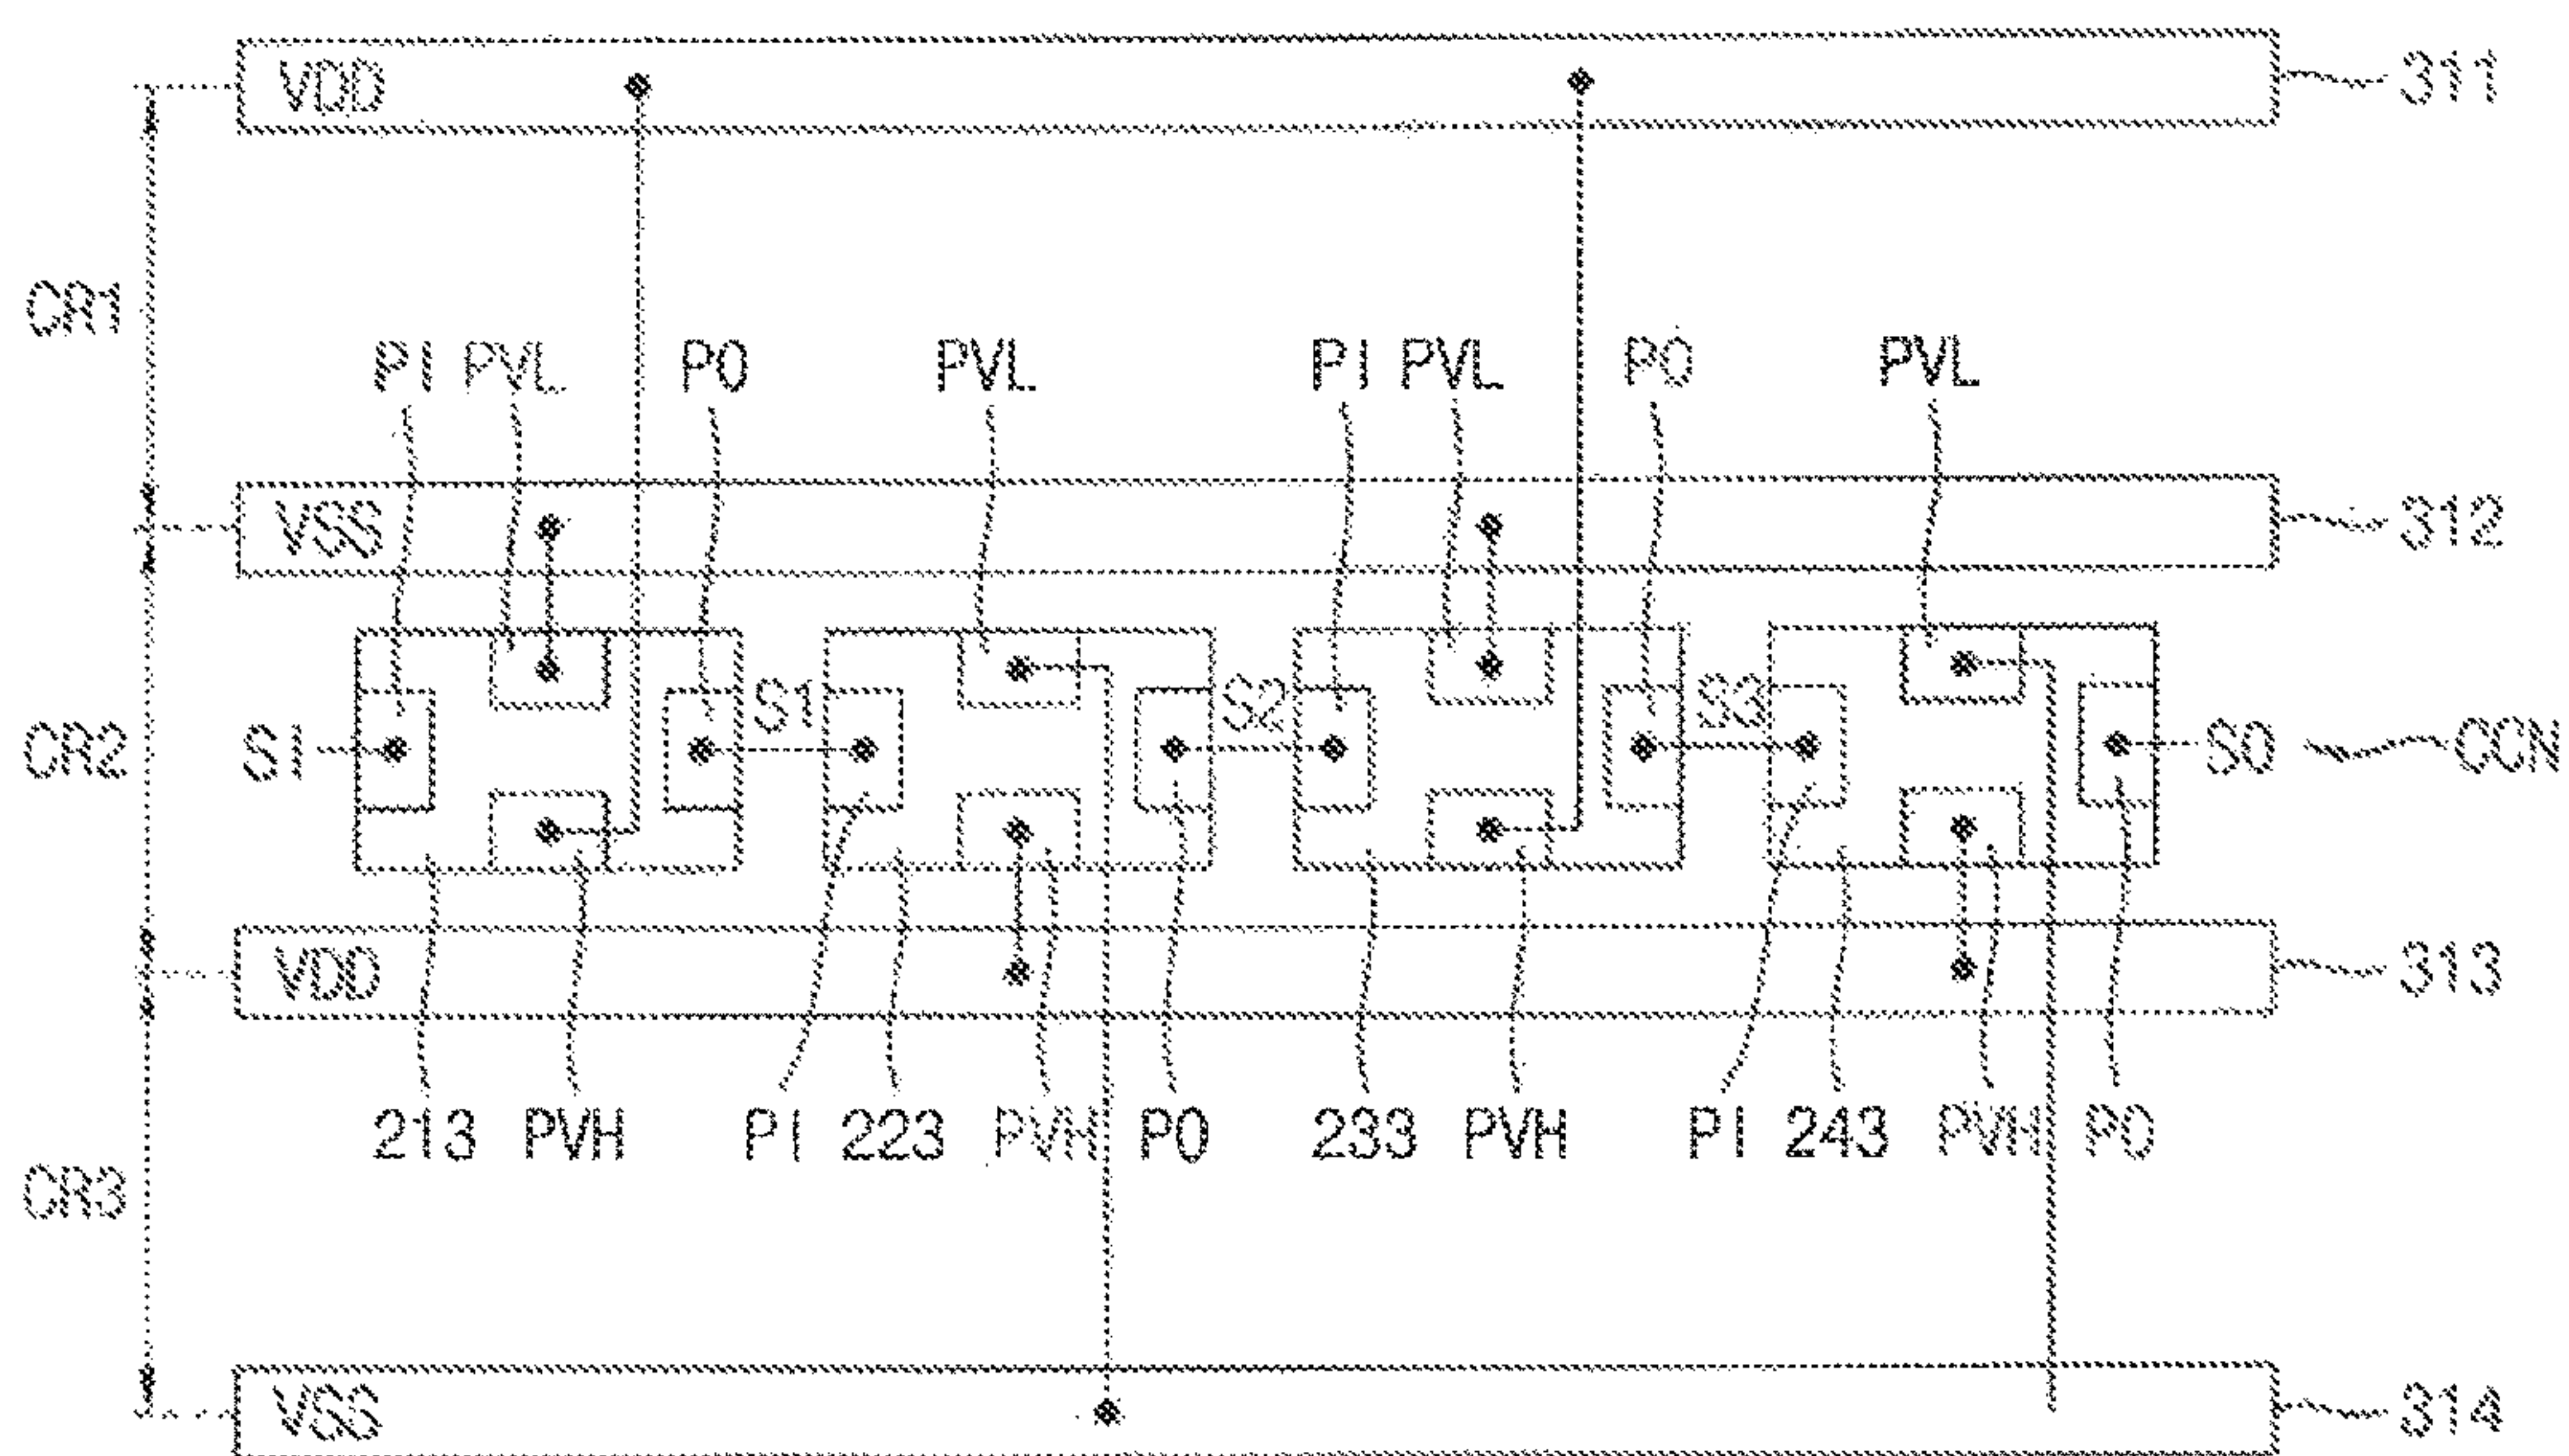 VDD 311
CR1
PI PVL PO PVL PI PVL PO PVL
VSS 312
S1 S2 S3
CR2 SI SO CCN
VDD 313
213 PVH PI 223 PVH PO 233 PVH PI 243 PVH PO
CR3
VSS 314